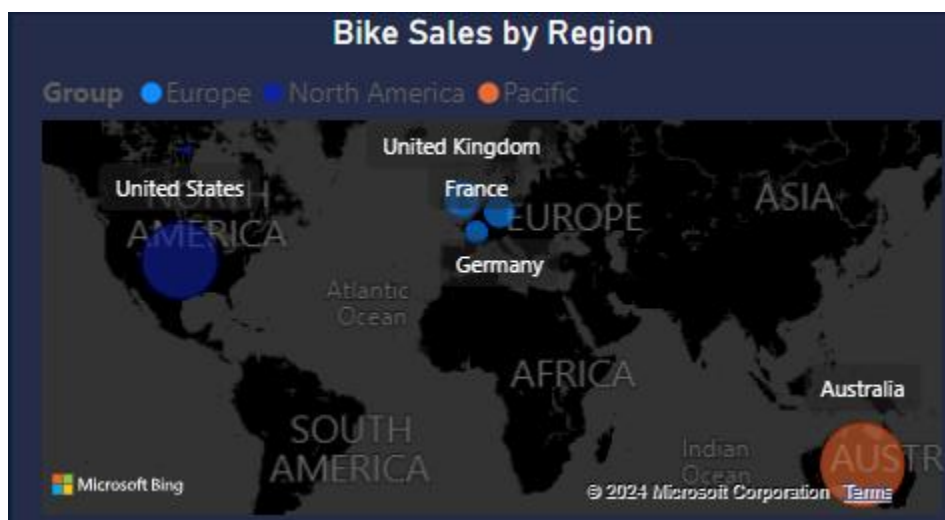 Bike Sales by Region
Group Europe North America Pacific
United Kingdom
United States
France
NORTH
AMERICA
EUROPE
ASIA
Germany
Atlantic
Ocean
AFRICA
Australia
SOUTH
AMERICA
Indian
Ocean
AUSTR
Microsoft Bing
© 2024 Microsoft Corporation Terms